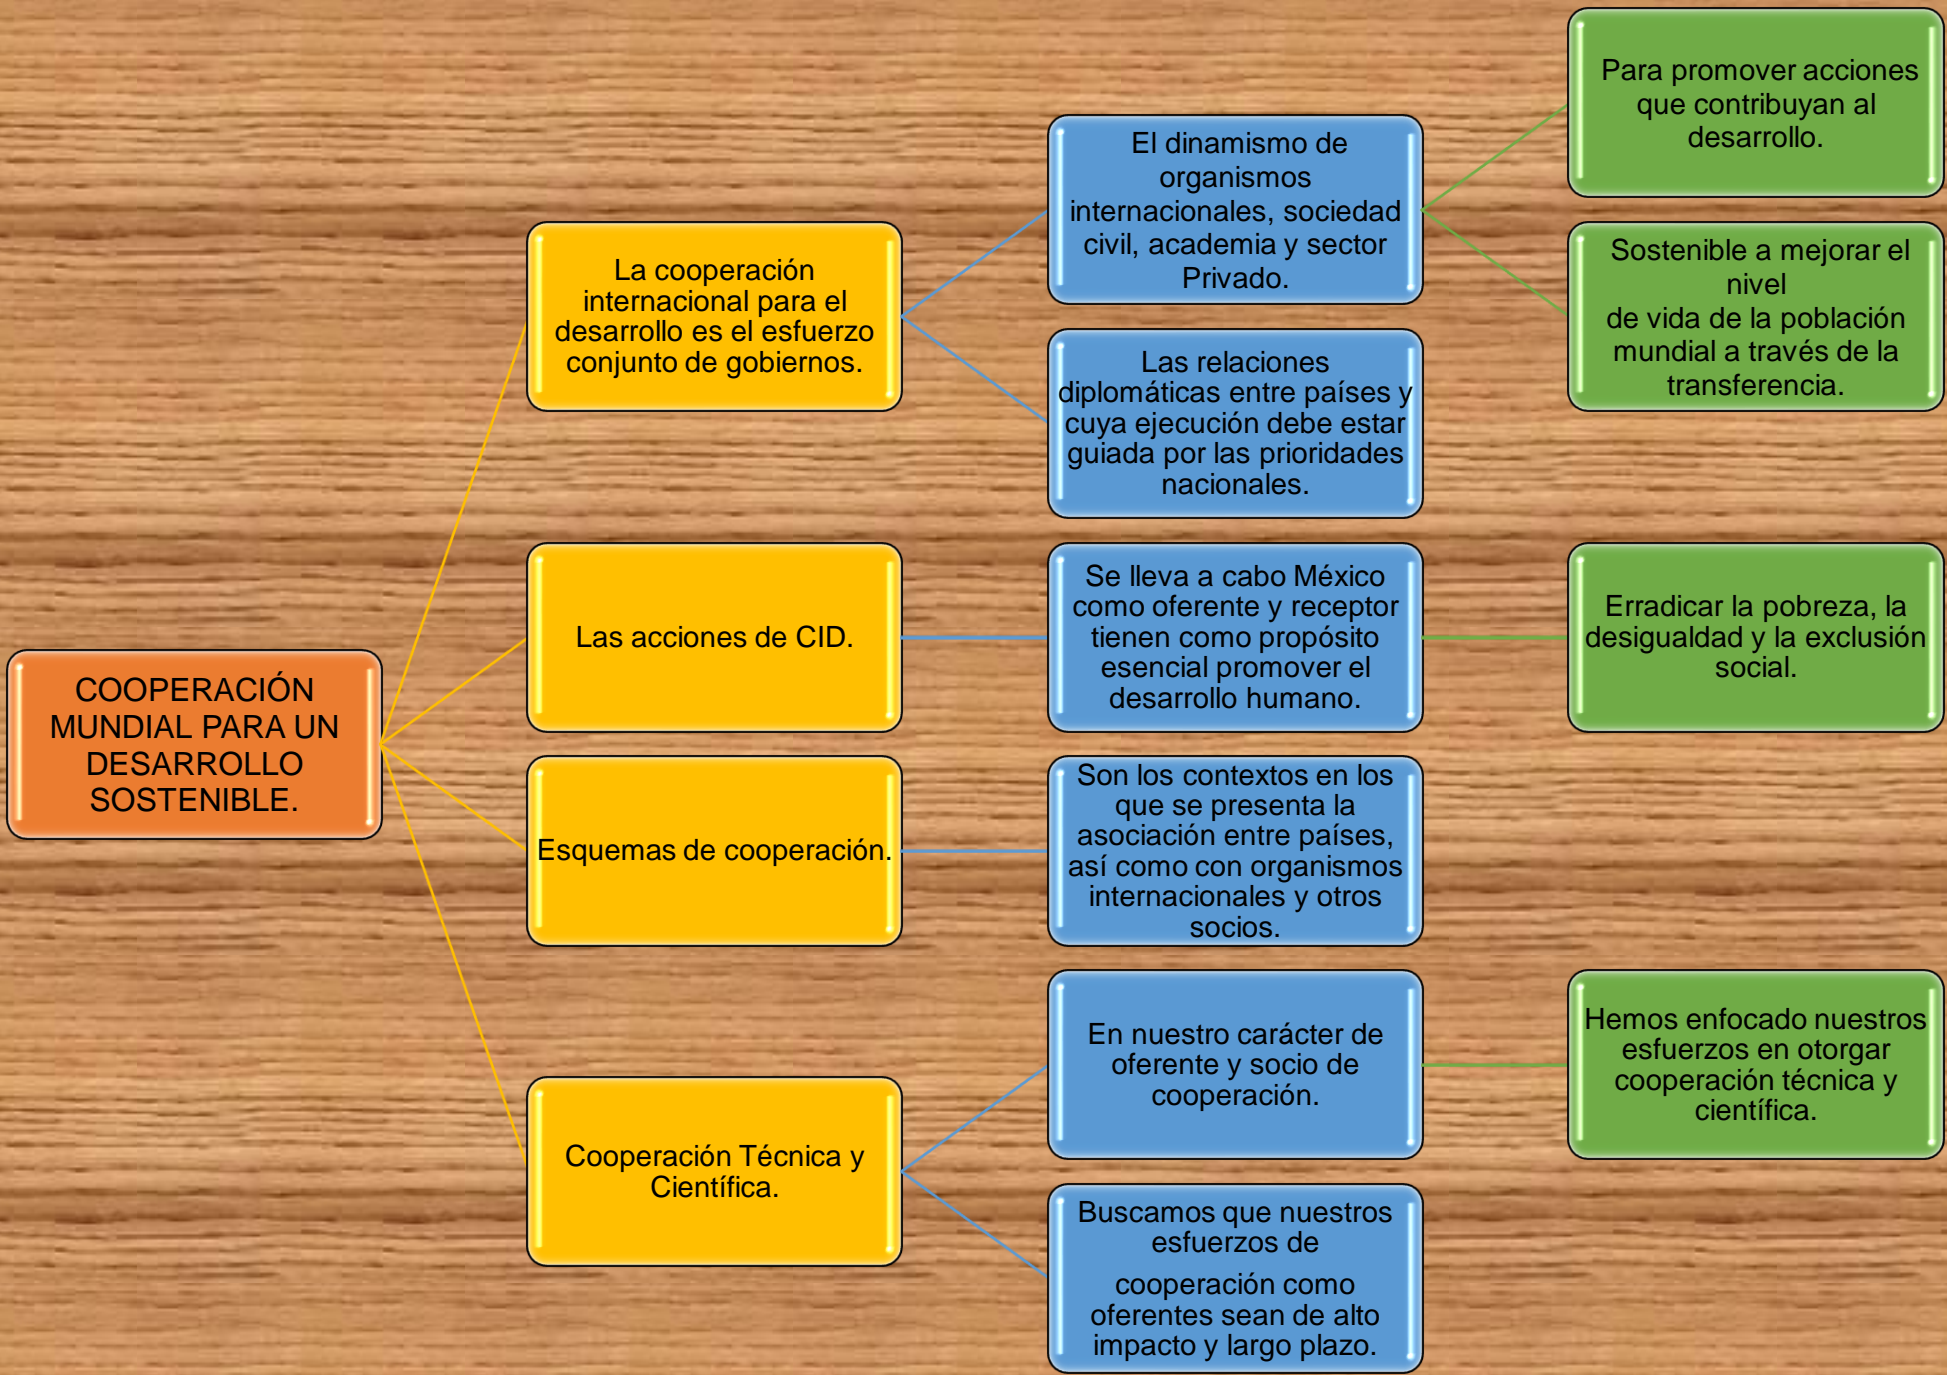 COOPERACIÓN
MUNDIAL PARA UN
DESARROLLO
SOSTENIBLE.
La cooperación
internacional para el
desarrollo es el esfuerzo
conjunto de gobiernos.
El dinamismo de
organismos
internacionales, sociedad
civil, academia y sector
Privado.
Para promover acciones
que contribuyan al
desarrollo.
Sostenible a mejorar el
nivel
de vida de la población
mundial a través de la
transferencia.
Las relaciones
diplomáticas entre países y
cuya ejecución debe estar
guiada por las prioridades
nacionales.
Las acciones de CID.
Se lleva a cabo México
como oferente y receptor
tienen como propósito
esencial promover el
desarrollo humano.
Erradicar la pobreza, la
desigualdad y la exclusión
social.
Esquemas de cooperación.
Son los contextos en los
que se presenta la
asociación entre países,
así como con organismos
internacionales y otros
socios.
Cooperación Técnica y
Científica.
En nuestro carácter de
oferente y socio de
cooperación.
Hemos enfocado nuestros
esfuerzos en otorgar
cooperación técnica y
científica.
Buscamos que nuestros
esfuerzos de
cooperación como
oferentes sean de alto
impacto y largo plazo.